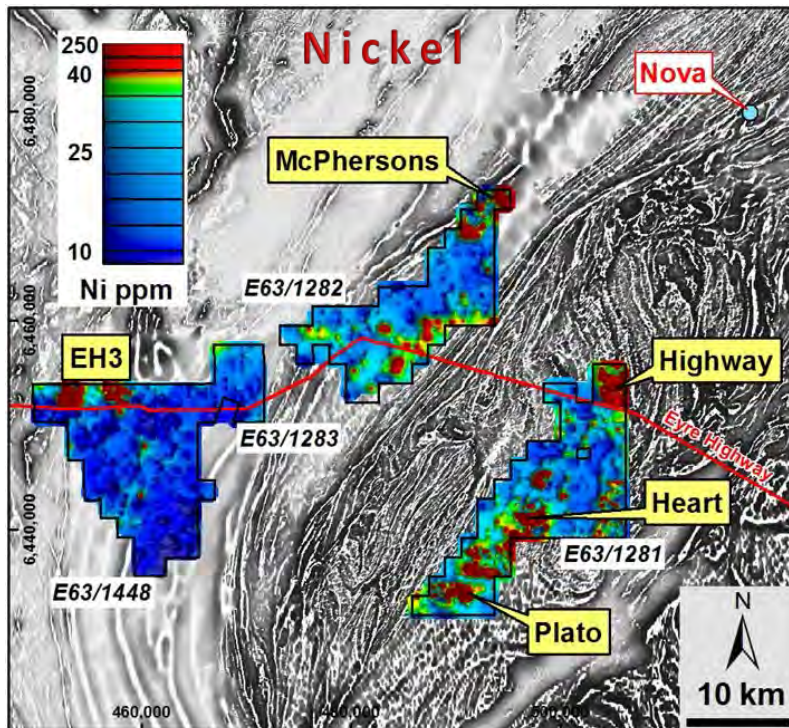 Nickel
250
40
25
10
Ni ppm
Nova
McPhersons
E63/1282
EH3
Highway
E63/1283
Eyre Highway
Heart
E63/1281
E63/1448
Plato
N
10 km
6,480,000
6,460,000
6,440,000
460,000
500,000